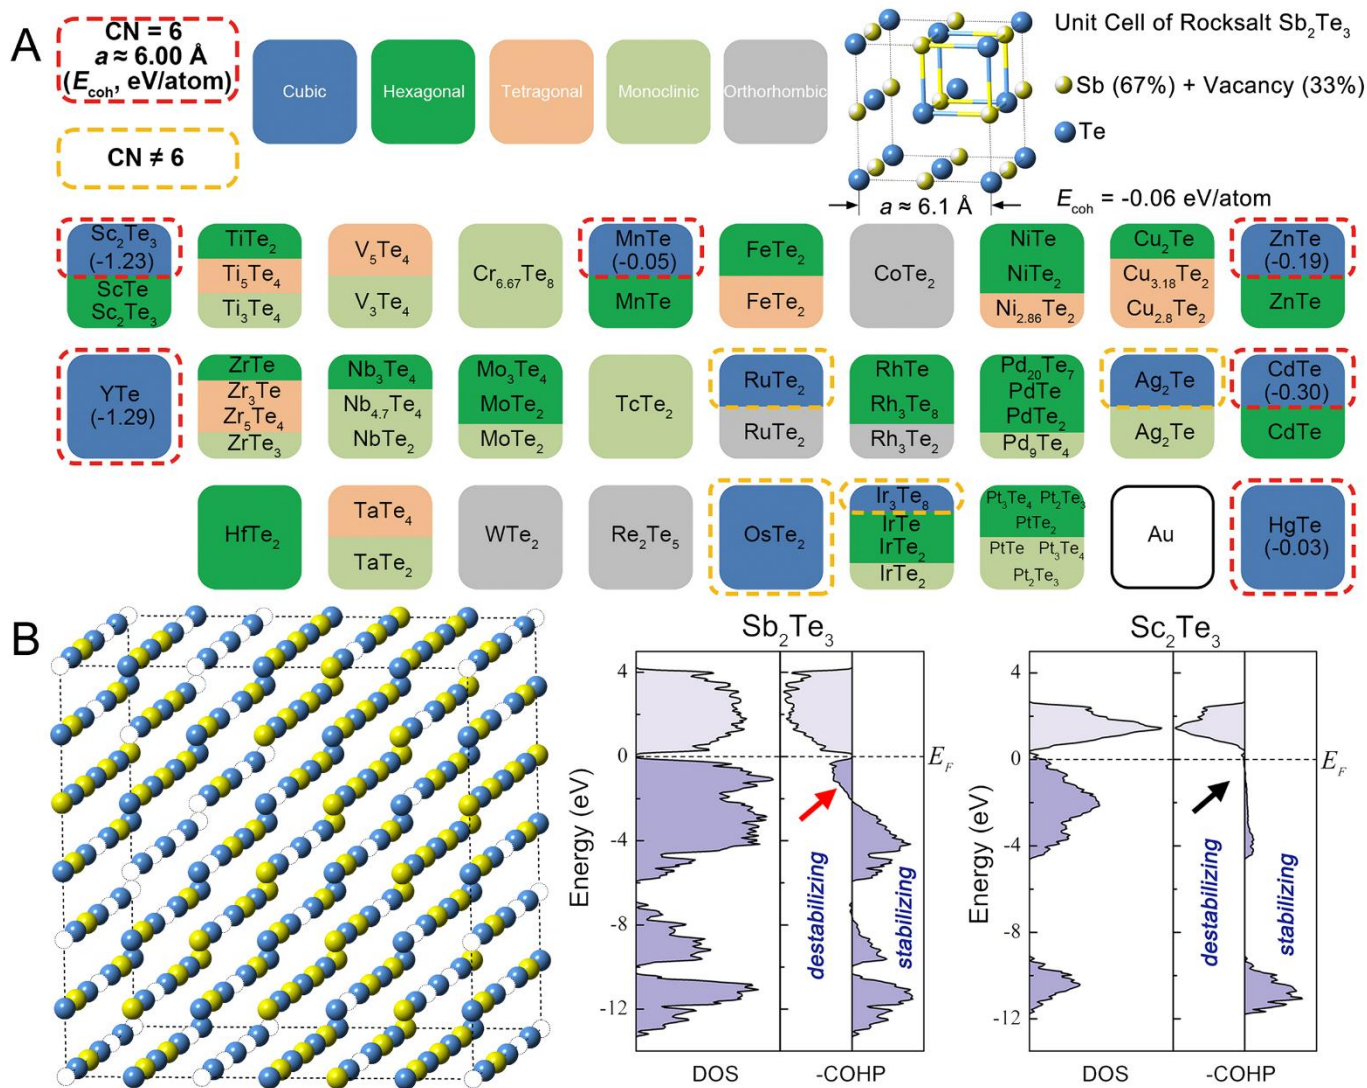 A
CN = 6
a ≈ 6.00 Å
(E_coh, eV/atom)
CN ≠ 6
Cubic
Hexagonal
Tetragonal
Monoclinic
Orthorhombic
Unit Cell of Rocksalt Sb₂Te₃
Sb (67%) + Vacancy (33%)
Te
a ≈ 6.1 Å
E_coh = -0.06 eV/atom
Sc₂Te₃
(-1.23)
ScTe
Sc₂Te₃
TiTe₂
Ti₅Te₄
Ti₃Te₄
V₅Te₄
V₃Te₄
Cr₆.₆₇Te₈
MnTe
(-0.05)
MnTe
FeTe₂
FeTe₂
CoTe₂
NiTe
NiTe₂
Ni₂.₈₆Te₂
Cu₂Te
Cu₃.₁₈Te₂
Cu₂.₈Te₂
ZnTe
(-0.19)
ZnTe
YTe
(-1.29)
ZrTe
Zr₃Te
Zr₅Te₄
ZrTe₃
Nb₃Te₄
Nb₄.₇Te₄
NbTe₂
Mo₃Te₄
MoTe₂
MoTe₂
TcTe₂
RuTe₂
RuTe₂
RhTe
Rh₃Te₈
Rh₃Te₂
Pd₂₀Te₇
PdTe
PdTe₂
Pd₉Te₄
Ag₂Te
Ag₂Te
CdTe
(-0.30)
CdTe
HfTe₂
TaTe₄
TaTe₂
WTe₂
Re₂Te₅
OsTe₂
Ir₃Te₈
IrTe
IrTe₂
IrTe₂
Pt₃Te₄ Pt₂Te₃
PtTe₂
PtTe Pt₃Te₄
Pt₂Te₃
Au
HgTe
(-0.03)
B
Sb₂Te₃
Energy (eV)
4
0
-4
-8
-12
E_F
destabilizing
stabilizing
DOS
-COHP
Sc₂Te₃
Energy (eV)
4
0
-4
-8
-12
E_F
destabilizing
stabilizing
DOS
-COHP